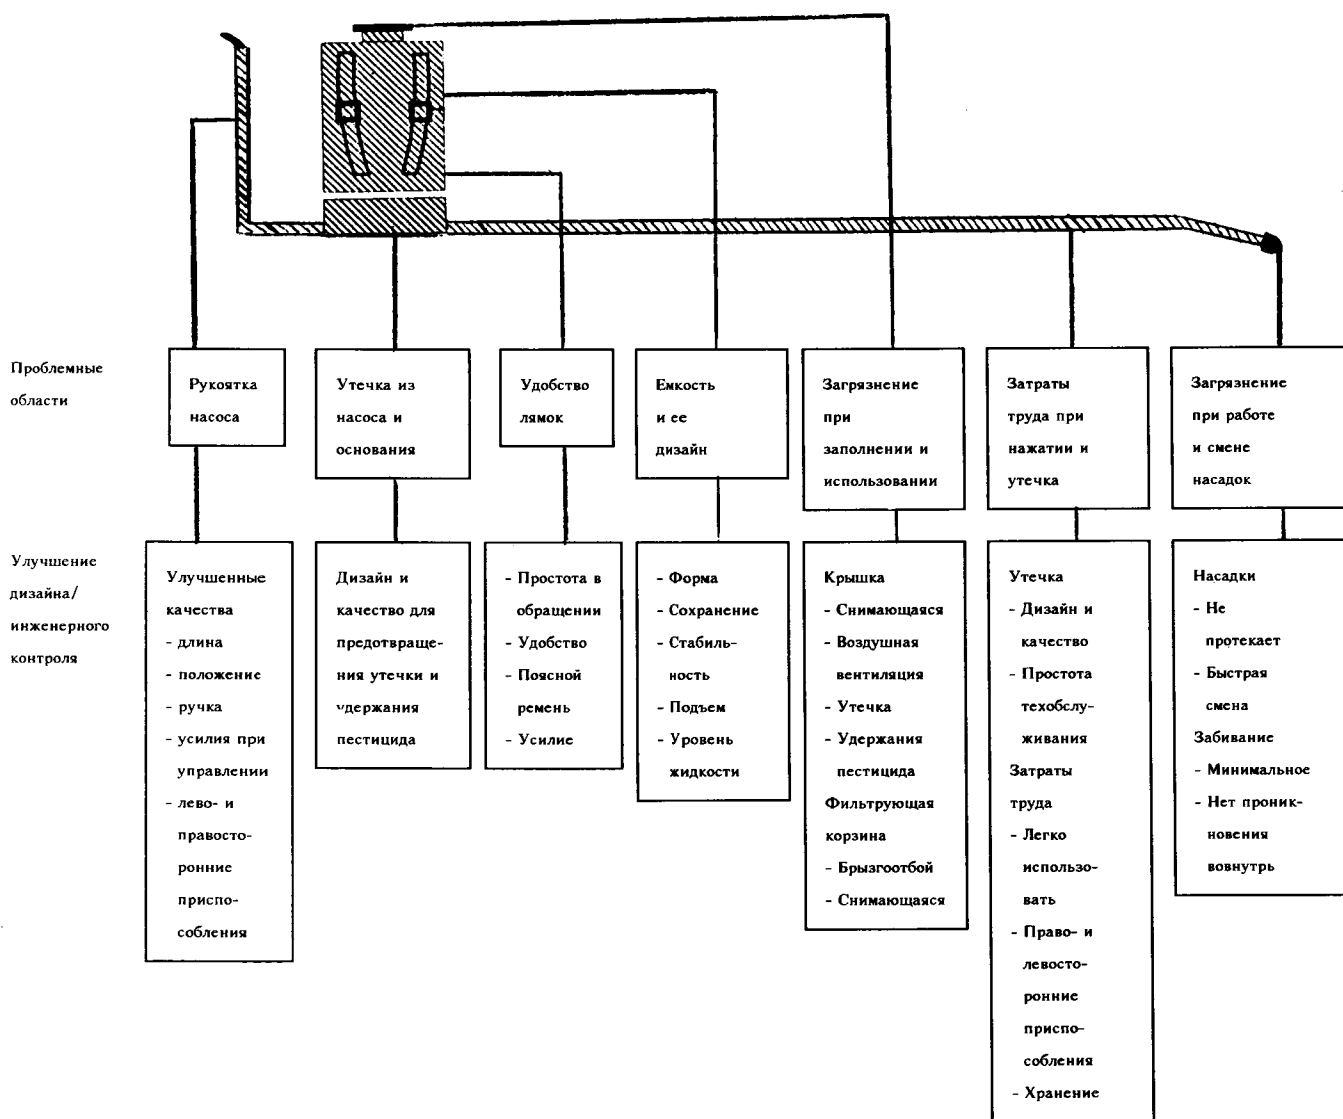 Проблемные
области
Рукоятка
насоса
Утечка из
насоса и
основания
Удобство
лямок
Емкость
и ее
дизайн
Загрязнение
при
заполнении и
использовании
Затраты
труда при
нажатии и
утечка
Загрязнение
при работе
и смене
насадок
Улучшение
дизайна/
инженерного
контроля
Улучшенные
качества
- длина
- положение
- ручка
- усилия при
управлении
- лево- и
правосто-
ронние
приспо-
собления
Дизайн и
качество для
предотвраще-
ния утечки и
удержания
пестицида
- Простота в
обращении
- Удобство
- Поясной
ремень
- Усилие
- Форма
- Сохранение
- Стабиль-
ность
- Подъем
- Уровень
жидкости
Крышка
- Снимающаяся
- Воздушная
вентиляция
- Утечка
- Удержания
пестицида
Фильтрующая
корзина
- Брызгоотбой
- Снимающаяся
Утечка
- Дизайн и
качество
- Простота
техобслу-
живания
Затраты
труда
- Легко
использо-
вать
- Право- и
левосто-
ронние
приспо-
собления
- Хранение
Насадки
- Не
протекает
- Быстрая
смена
Забивание
- Минимальное
- Нет проник-
новения
вовнутрь